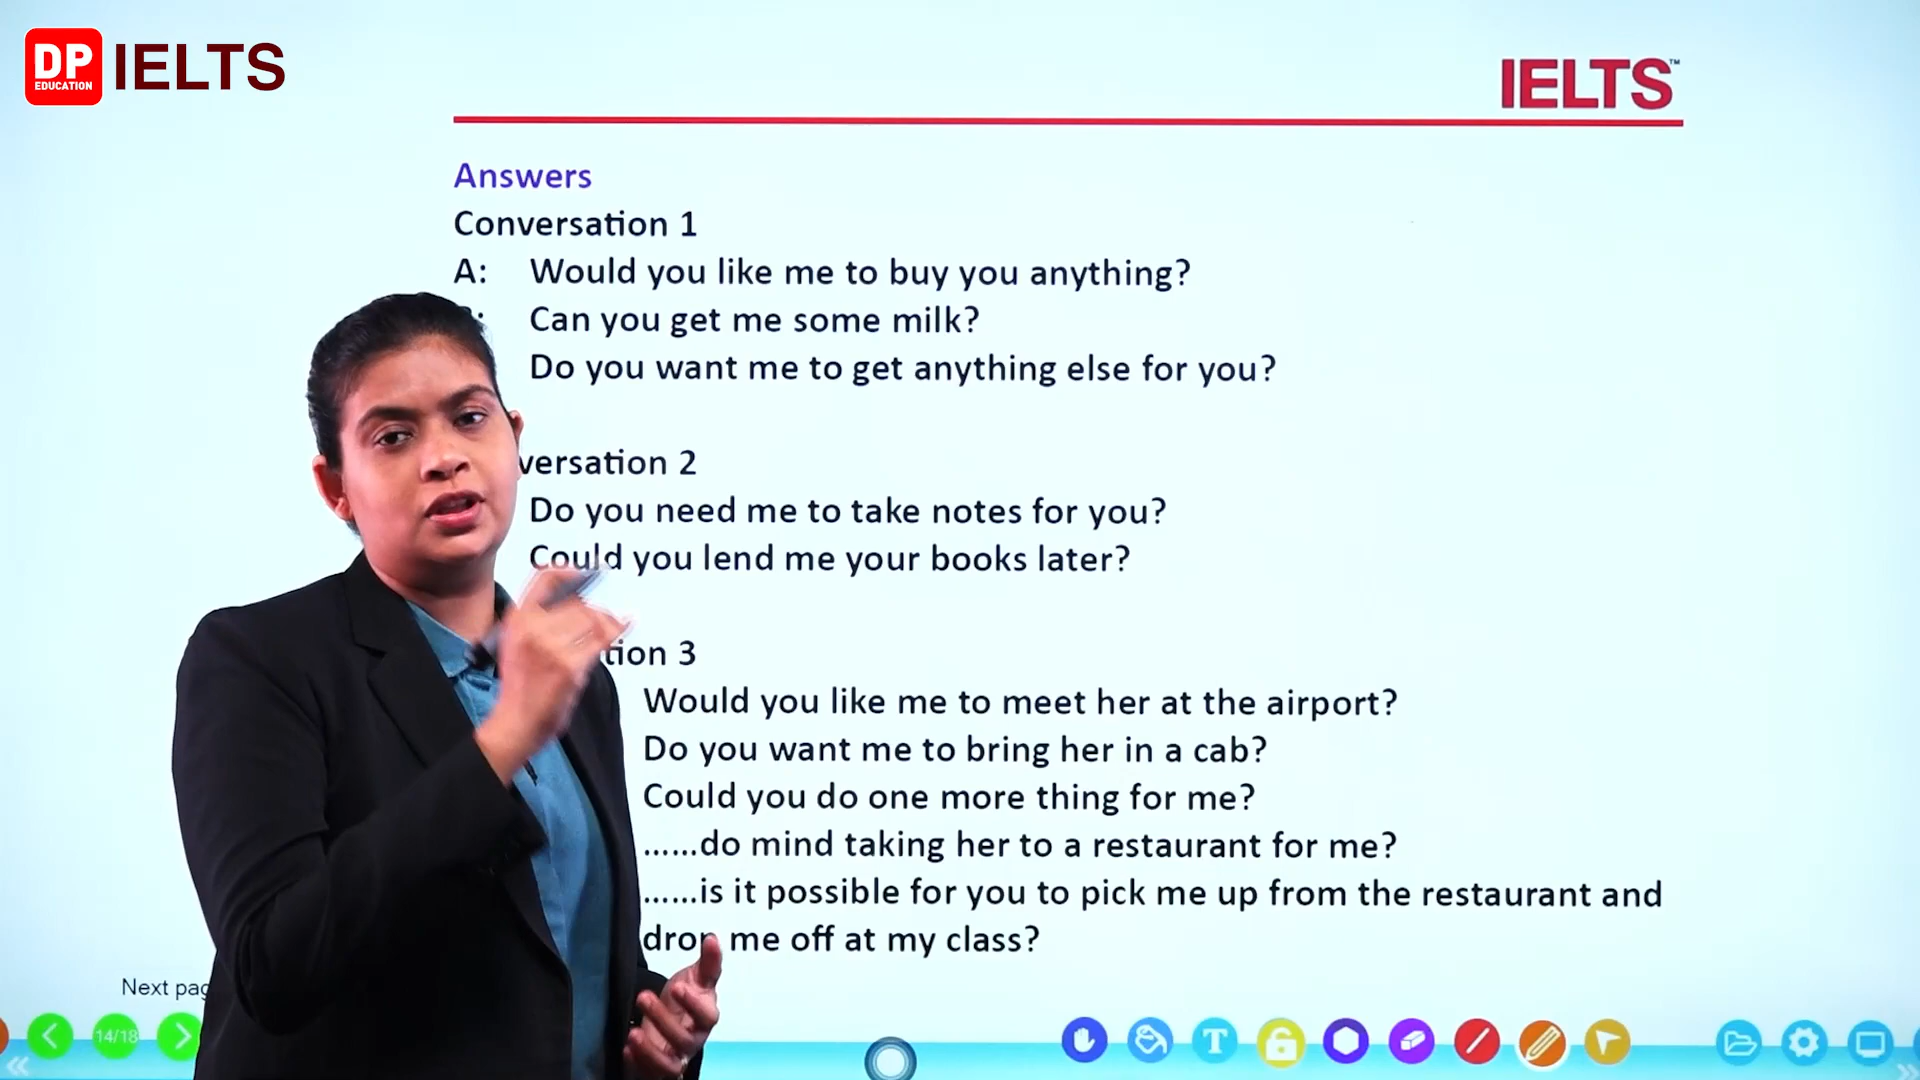 DP
EDUCATION
IELTS
IELTS™
Answers
Conversation 1
A: Would you like me to buy you anything?
Can you get me some milk?
Do you want me to get anything else for you?
versation 2
Do you need me to take notes for you?
Could you lend me your books later?
tion 3
Would you like me to meet her at the airport?
Do you want me to bring her in a cab?
Could you do one more thing for me?
......do mind taking her to a restaurant for me?
......is it possible for you to pick me up from the restaurant and
drop me off at my class?
Next pag
14/18
T